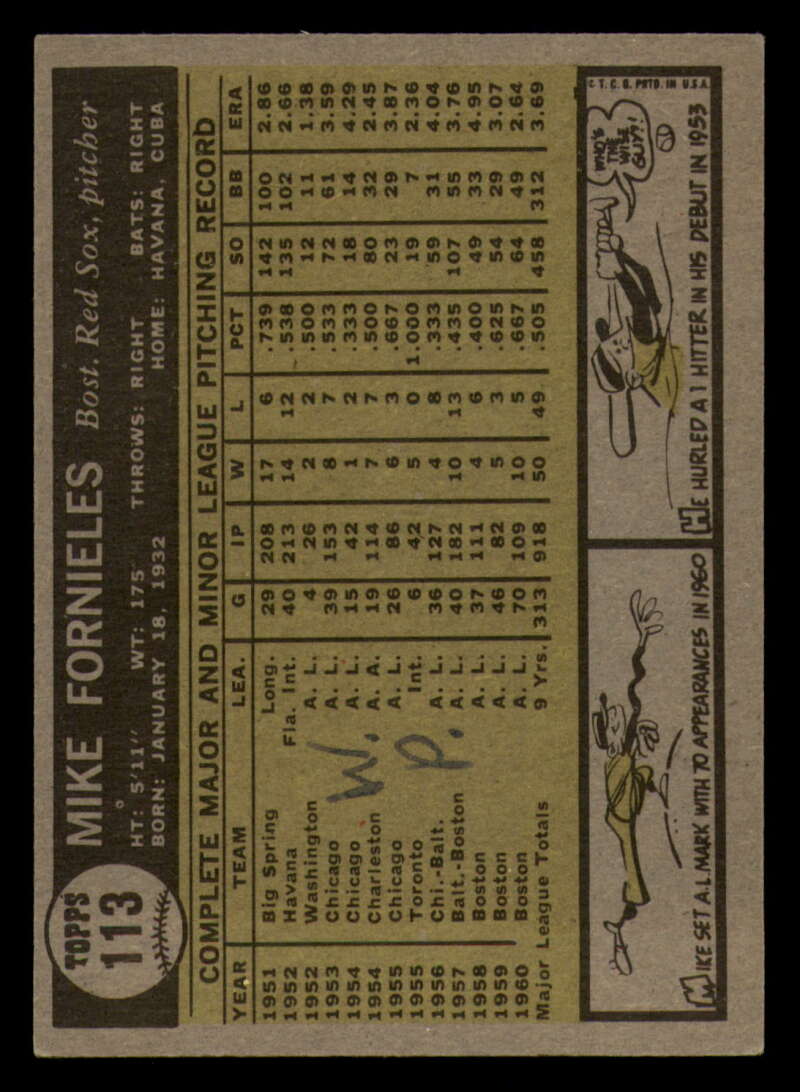 TOPPS
113
MIKE FORNIELES Bost. Red Sox, pitcher
HT: 5'11" WT: 175 THROWS: RIGHT BATS: RIGHT
BORN: JANUARY 18, 1932 HOME: HAVANA, CUBA
COMPLETE MAJOR AND MINOR LEAGUE PITCHING RECORD
YEAR TEAM LEA. G IP W L PCT SO BB ERA
1951 Big Spring Long. 29 208 17 6 .739 142 100 2.86
1952 Havana Fla. Int. 40 213 14 12 .538 135 102 2.66
1952 Washington A. L. 4 26 2 2 .500 12 11 1.38
1953 Chicago A. L. 39 153 8 7 .533 72 61 3.59
1954 Chicago A. L. 15 42 1 2 .333 18 14 4.29
1954 Charleston A. A. 19 114 7 7 .500 80 32 2.45
1955 Chicago A. L. 26 86 6 3 .667 23 29 3.87
1955 Toronto Int. 6 42 5 0 1.000 19 7 2.36
1956 Chi.-Balt. A. L. 36 127 4 8 .333 59 31 4.04
1957 Balt.-Boston A. L. 40 182 10 13 .435 107 55 3.76
1958 Boston A. L. 37 111 4 6 .400 49 33 4.95
1959 Boston A. L. 46 82 5 3 .625 54 29 3.07
1960 Boston A. L. 70 109 10 5 .667 64 49 2.64
Major League Totals 9 Yrs. 313 918 50 49 .505 458 312 3.69
W.
P.
MIKE SET A.L. MARK WITH 70 APPEARANCES IN 1960
© T. C. G. PRTD. IN U.S.A.
WHO'S
THE
WISE
GUY?!
HE HURLED A 1 HITTER IN HIS DEBUT IN 1953